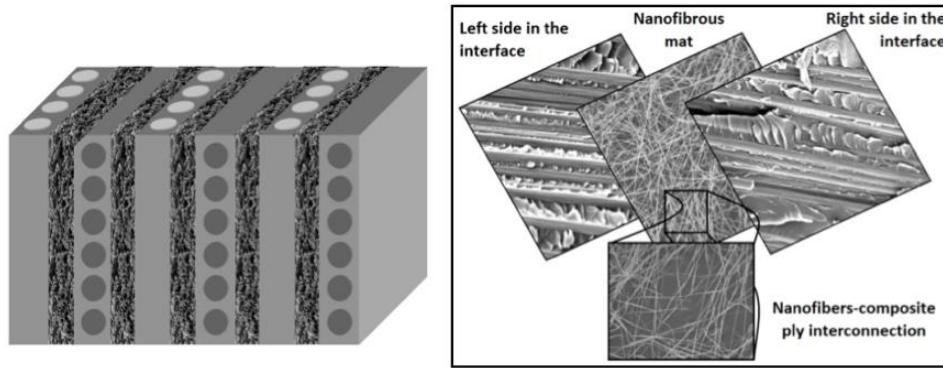 Left side in the
interface
Nanofibrous
mat
Right side in the
interface
Nanofibers-composite
ply interconnection